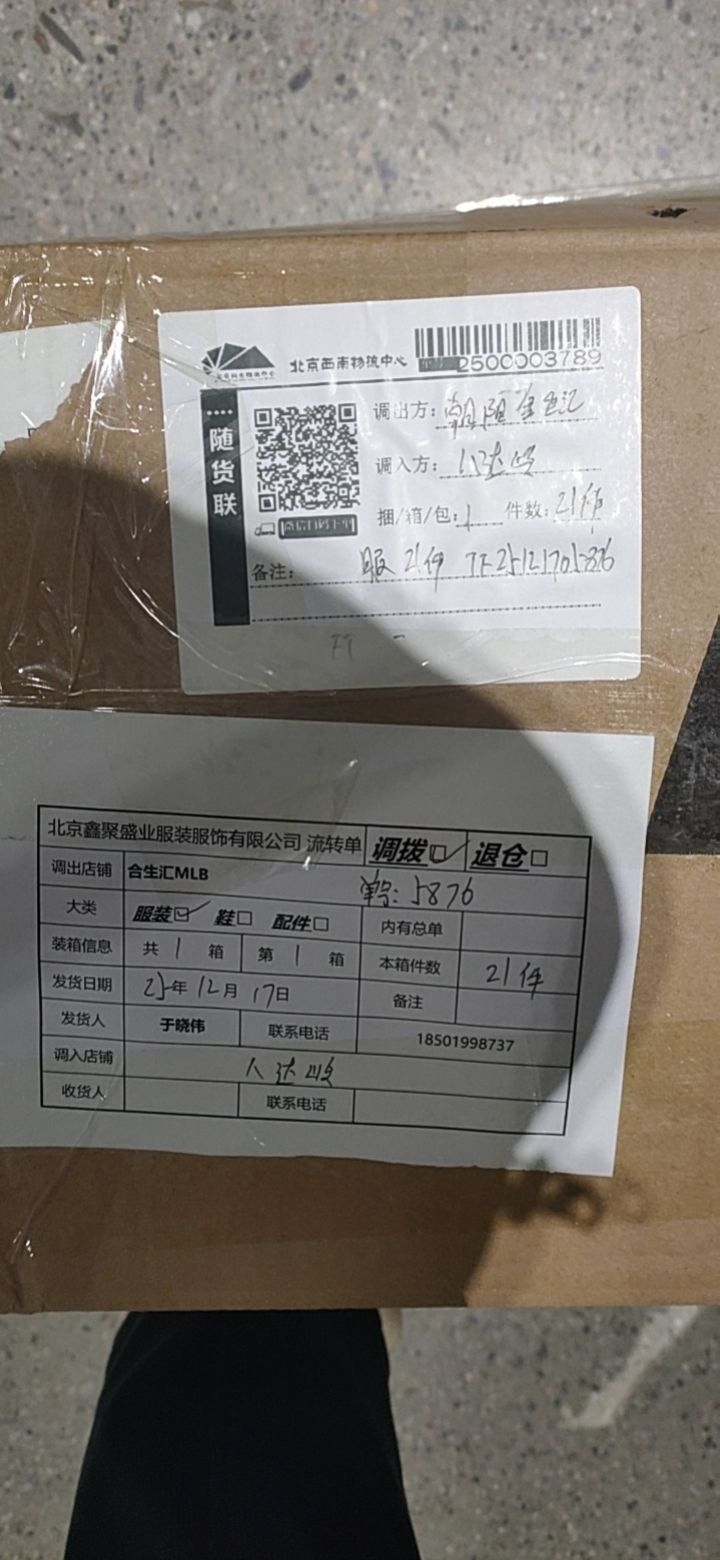 北京西南物流中心
2500003789
随货联
调出方：朝阳合生汇
调入方：八达岭
捆/箱/包：1 件数：21件
备注： 服 21件 TF25121705876
北京鑫聚盛业服装服饰有限公司 流转单 调拨☑ 退仓□
调出店铺 合生汇MLB 单号：5876
大类 服装☑ 鞋□ 配件□ 内有总单
装箱信息 共 1 箱 第 1 箱 本箱件数 21件
发货日期 25年 12月 17日 备注
发货人 于晓伟 联系电话 18501998737
调入店铺 八达岭
收货人 联系电话